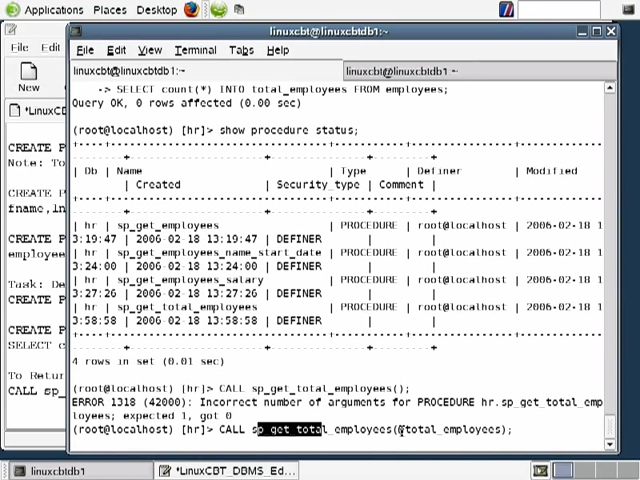 Applications Places Desktop
linuxcbt@linuxcbtdb1:~
File Edit
File Edit View Terminal Tabs Help
linuxcbt@linuxcbtdb1:~
linuxcbt@linuxcbtdb1:~
New
*LinuxCB
-> SELECT count(*) INTO total_employees FROM employees;
Query OK, 0 rows affected (0.00 sec)
(root@localhost) [hr]> show procedure status;
| Db | Name | Type | Definer | Modified
| Created | Security_type | Comment |
| hr | sp_get_employees | PROCEDURE | root@localhost | 2006-02-18 1
3:19:47 | 2006-02-18 13:19:47 | DEFINER | |
| hr | sp_get_employees_name_start_date | PROCEDURE | root@localhost | 2006-02-18 1
3:24:00 | 2006-02-18 13:24:00 | DEFINER | |
| hr | sp_get_employees_salary | PROCEDURE | root@localhost | 2006-02-18 1
3:27:26 | 2006-02-18 13:27:26 | DEFINER | |
| hr | sp_get_total_employees | PROCEDURE | root@localhost | 2006-02-18 1
3:58:58 | 2006-02-18 13:58:58 | DEFINER | |
4 rows in set (0.01 sec)
(root@localhost) [hr]> CALL sp_get_total_employees();
ERROR 1318 (42000): Incorrect number of arguments for PROCEDURE hr.sp_get_total_emp
loyees; expected 1, got 0
(root@localhost) [hr]> CALL sp_get_total_employees(@total_employees);
CREATE P
Note: To
CREATE P
fname,ln
CREATE P
employee
Task: De
CREATE P
CREATE P
SELECT c
To Retur
CALL sp_
linuxcbtdb1
*LinuxCBT_DBMS_Ed...